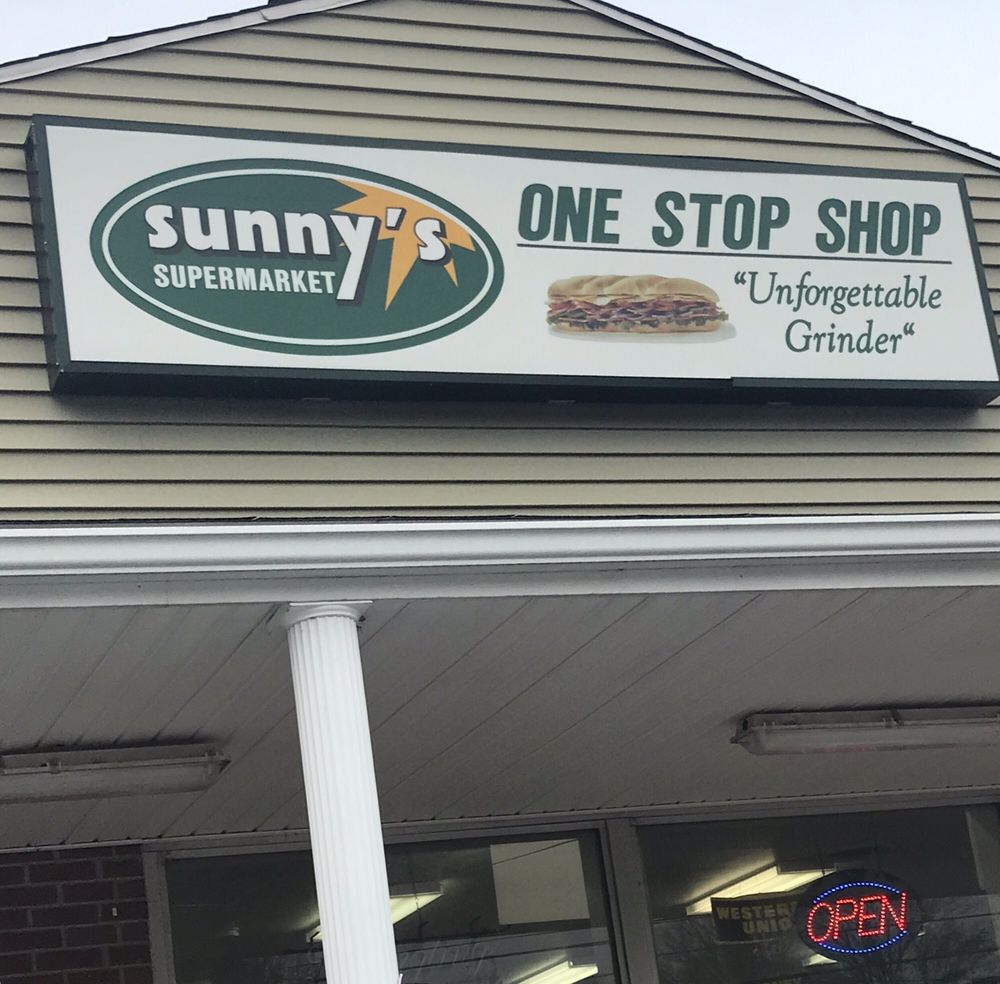 sunny's
SUPERMARKET
ONE STOP SHOP
“Unforgettable
Grinder“
WESTERN
UNION
OPEN